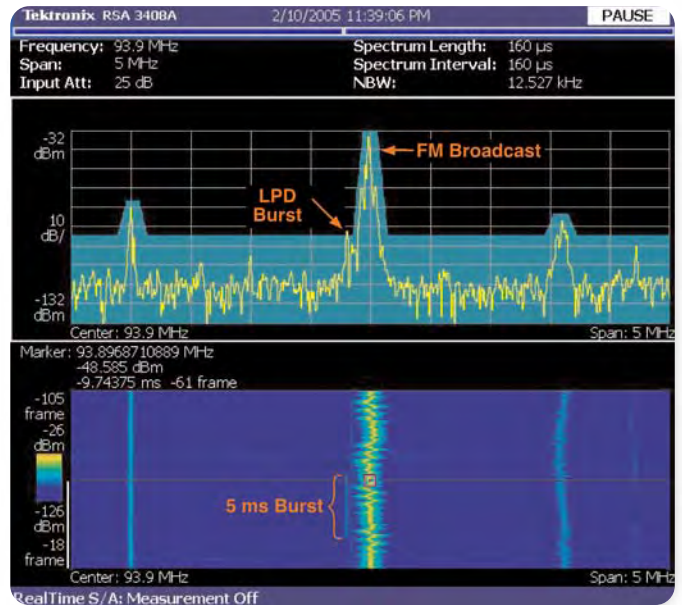 Tektronix RSA 3408A 2/10/2005 11:39:06 PM PAUSE
Frequency: 93.9 MHz Spectrum Length: 160 µs
Span: 5 MHz Spectrum Interval: 160 µs
Input Att: 25 dB NBW: 12.527 kHz
-32
dBm
FM Broadcast
LPD
Burst
10
dB/
-132
dBm
Center: 93.9 MHz Span: 5 MHz
Marker: 93.8968710889 MHz
-48.585 dBm
-9.74375 ms -61 frame
-105
frame
-26
dBm
5 ms Burst
-126
dBm
-18
frame
Center: 93.9 MHz Span: 5 MHz
RealTime S/A: Measurement Off